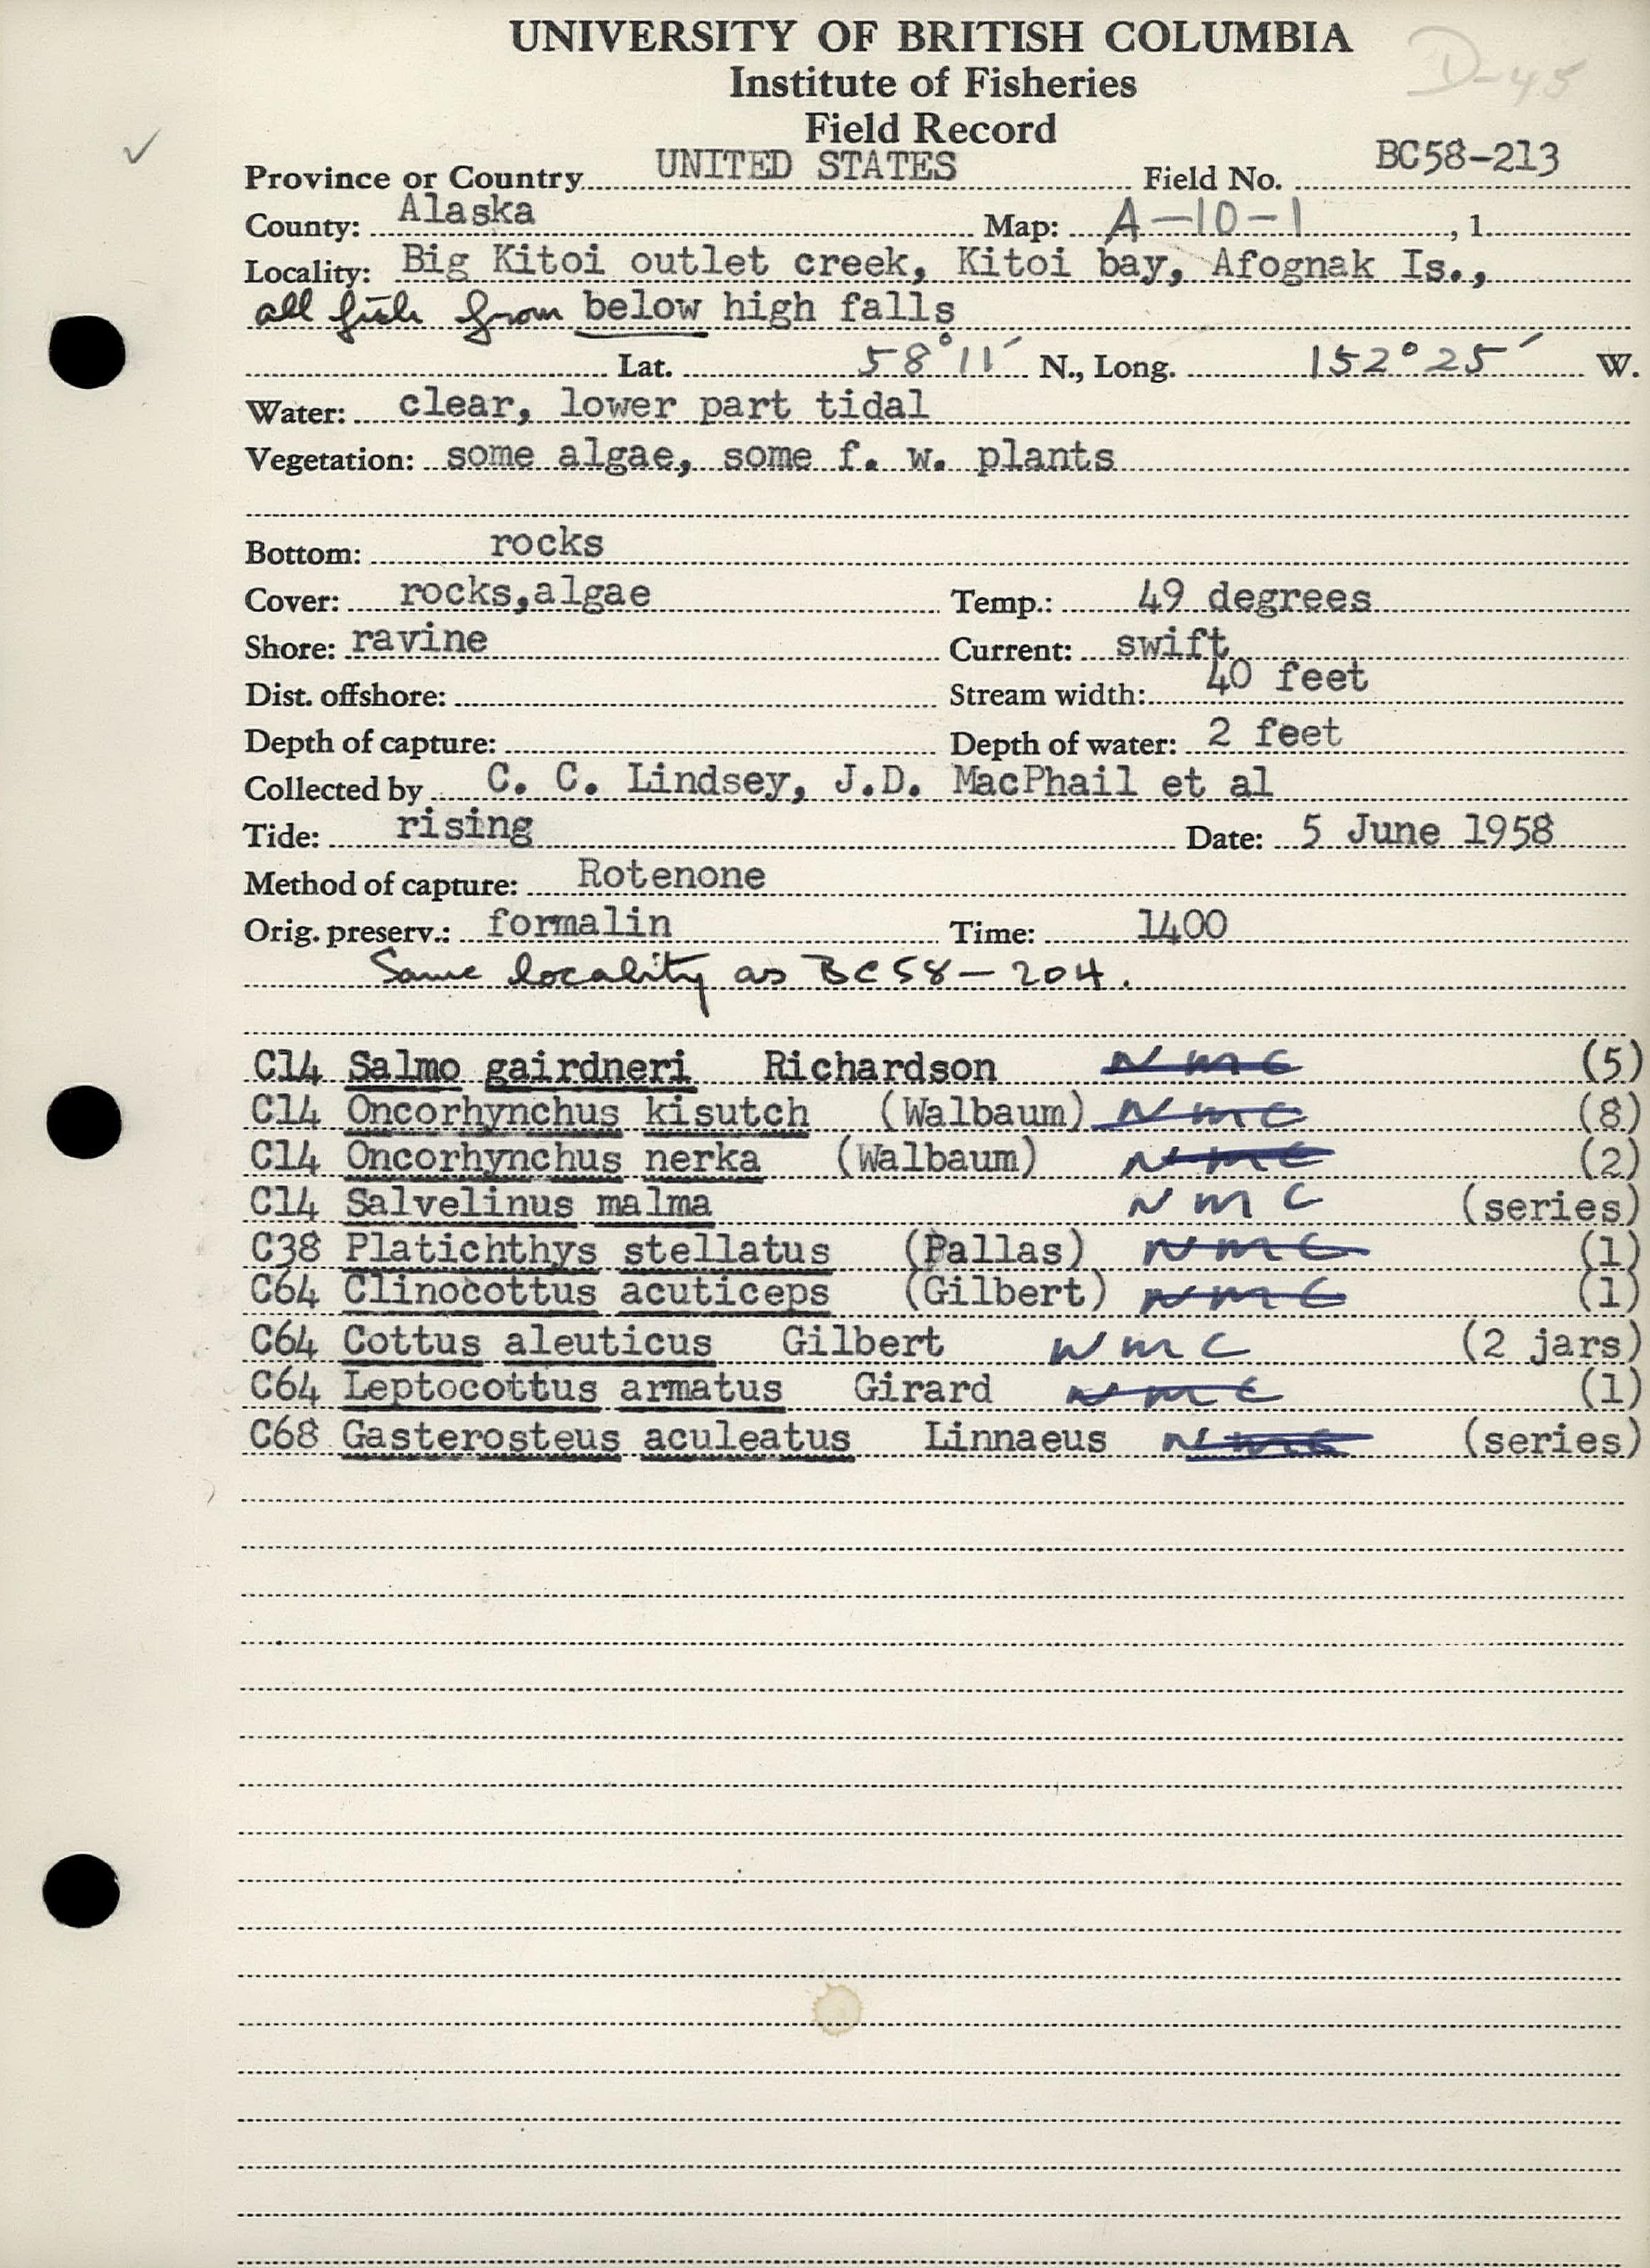 UNIVERSITY OF BRITISH COLUMBIA
D-45
Institute of Fisheries
Field Record
Province or Country UNITED STATES Field No. BC58-213
County: Alaska Map: A-10-1, 1
Locality: Big Kitoi outlet creek, Kitoi bay, Afognak Is.,
all fish from below high falls
Lat. 58° 11′ N., Long. 152° 25′ W.
Water: clear, lower part tidal
Vegetation: some algae, some f. w. plants
Bottom: rocks
Cover: rocks,algae Temp.: 49 degrees
Shore: ravine Current: swift
Dist. offshore: Stream width: 40 feet
Depth of capture: Depth of water: 2 feet
Collected by C. C. Lindsey, J.D. MacPhail et al
Tide: rising Date: 5 June 1958
Method of capture: Rotenone
Orig. preserv.: formalin Time: 1400
Same locality as BC58-204.
C14 Salmo gairdneri Richardson NMC (5)
C14 Oncorhynchus kisutch (Walbaum) NMC (8)
C14 Oncorhynchus nerka (Walbaum) NMC (2)
C14 Salvelinus malma NMC (series)
C38 Platichthys stellatus (Pallas) NMC (1)
C64 Clinocottus acuticeps (Gilbert) NMC (1)
C64 Cottus aleuticus Gilbert NMC (2 jars)
C64 Leptocottus armatus Girard NMC (1)
C68 Gasterosteus aculeatus Linnaeus NMC (series)